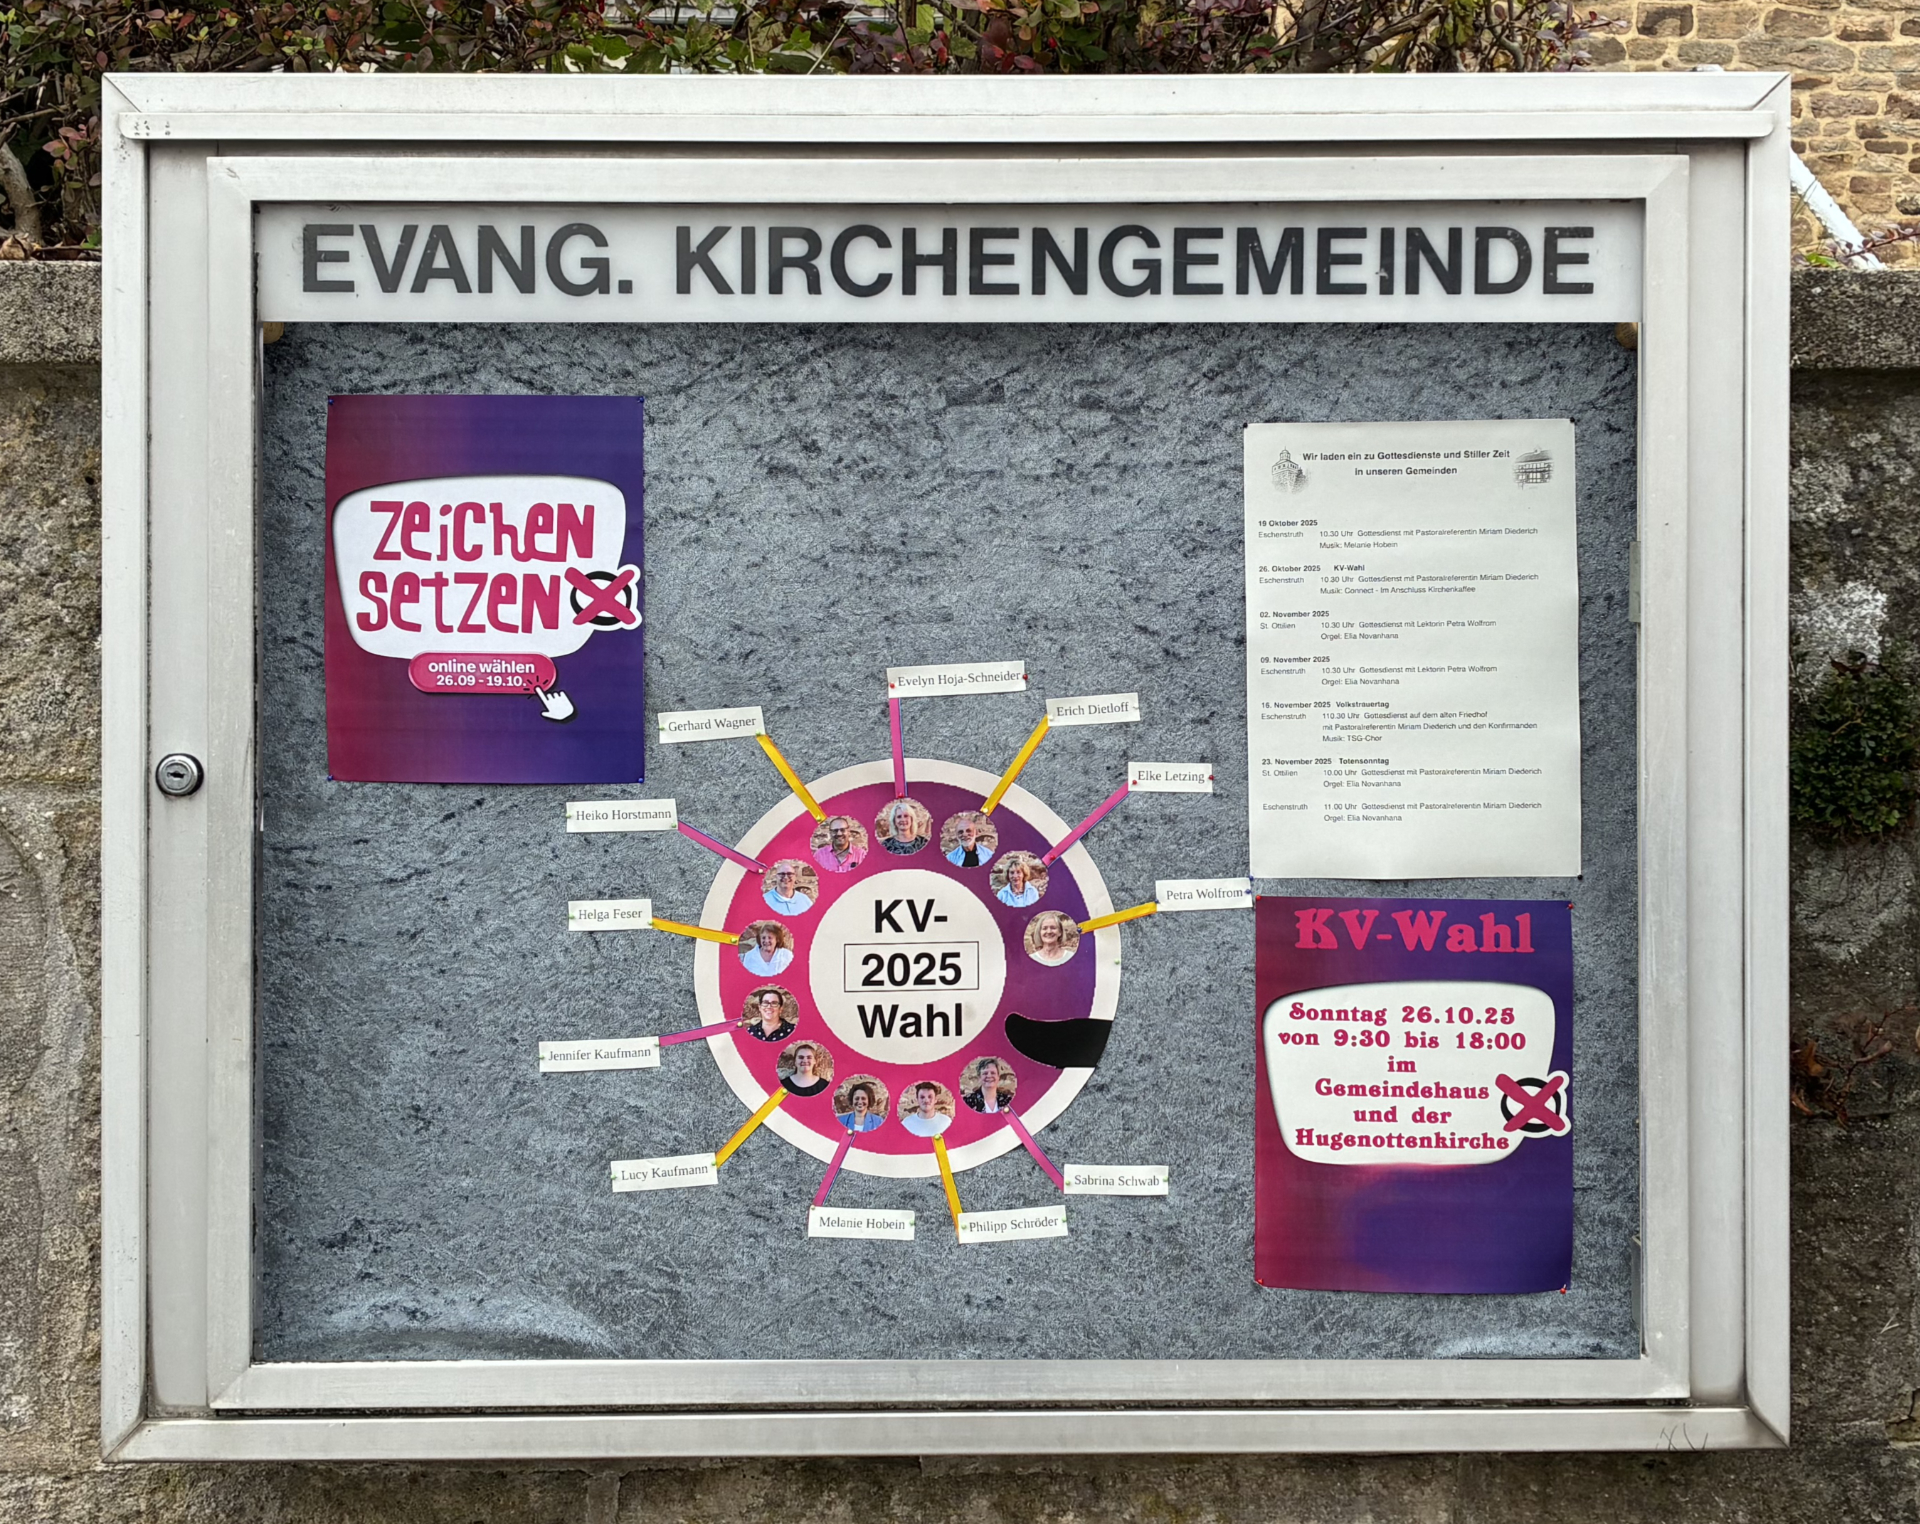 EVANG. KIRCHENGEMEINDE
zeichen
setzen
online wählen
26.09 - 19.10.
Wir laden ein zu Gottesdienste und Stiller Zeit
in unseren Gemeinden
19 Oktober 2025
Eschenstruth 10.30 Uhr Gottesdienst mit Pastoralreferentin Miriam Diederich
Musik: Melanie Hobein
26. Oktober 2025 KV-Wahl
Eschenstruth 10.30 Uhr Gottesdienst mit Pastoralreferentin Miriam Diederich
Musik: Connect - Im Anschluss Kirchenkaffee
02. November 2025
St. Ottilien 10.30 Uhr Gottesdienst mit Lektorin Petra Wolfrom
Orgel: Elia Novanhana
09. November 2025
Eschenstruth 10.30 Uhr Gottesdienst mit Lektorin Petra Wolfrom
Orgel: Elia Novanhana
16. November 2025 Volkstrauertag
Eschenstruth 110.30 Uhr Gottesdienst auf dem alten Friedhof
mit Pastoralreferentin Miriam Diederich und den Konfirmanden
Musik: TSG-Chor
23. November 2025 Totensonntag
St. Ottilien 10.00 Uhr Gottesdienst mit Pastoralreferentin Miriam Diederich
Orgel: Elia Novanhana
Eschenstruth 11.00 Uhr Gottesdienst mit Pastoralreferentin Miriam Diederich
Orgel: Elia Novanhana
Evelyn Hoja-Schneider
Erich Dietloff
Gerhard Wagner
Elke Letzing
Heiko Horstmann
Petra Wolfrom
Helga Feser
Jennifer Kaufmann
Lucy Kaufmann
Melanie Hobein
Philipp Schröder
Sabrina Schwab
KV-
2025
Wahl
KV-Wahl
Sonntag 26.10.25
von 9:30 bis 18:00
im
Gemeindehaus
und der
Hugenottenkirche